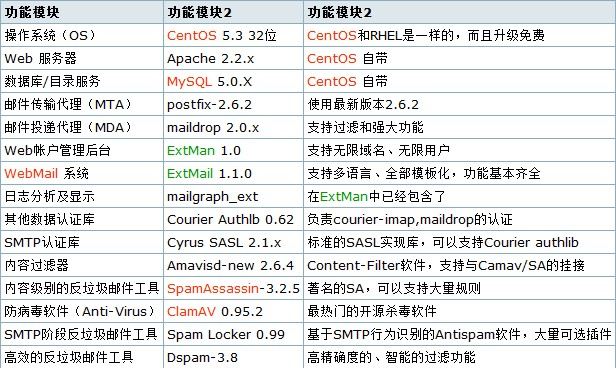 功能模块 功能模块2 功能模块2
操作系统（OS） CentOS 5.3 32位 CentOS和RHEL是一样的，而且升级免费
Web 服务器 Apache 2.2.x CentOS 自带
数据库/目录服务 MySQL 5.0.X CentOS 自带
邮件传输代理（MTA） postfix-2.6.2 使用最新版本2.6.2
邮件投递代理（MDA） maildrop 2.0.x 支持过滤和强大功能
Web帐户管理后台 ExtMan 1.0 支持无限域名、无限用户
WebMail 系统 ExtMail 1.1.0 支持多语言、全部模板化，功能基本齐全
日志分析及显示 mailgraph_ext 在ExtMan中已经包含了
其他数据认证库 Courier Authlb 0.62 负责courier-imap,maildrop的认证
SMTP认证库 Cyrus SASL 2.1.x 标准的SASL实现库，可以支持Courier authlib
内容过滤器 Amavisd-new 2.6.4 Content-Filter软件，支持与Camav/SA的挂接
内容级别的反垃圾邮件工具 SpamAssassin-3.2.5 著名的SA，可以支持大量规则
防病毒软件（Anti-Virus） ClamAV 0.95.2 最热门的开源杀毒软件
SMTP阶段反垃圾邮件工具 Spam Locker 0.99 基于SMTP行为识别的Antispam软件，大量可选插件
高效的反垃圾邮件工具 Dspam-3.8 高精确度的、智能的过滤功能